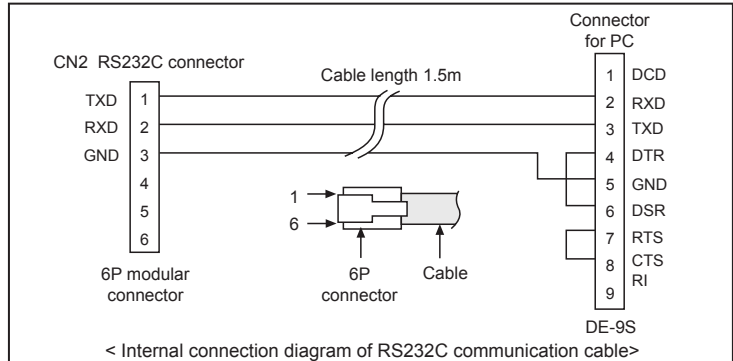 Connector
for PC
CN2 RS232C connector
Cable length 1.5m
TXD 1
RXD 2
GND 3
4
5
6
6P modular
connector
1
6
6P
connector
Cable
1 DCD
2 RXD
3 TXD
4 DTR
5 GND
6 DSR
7 RTS
8 CTS
RI
9
DE-9S
< Internal connection diagram of RS232C communication cable>